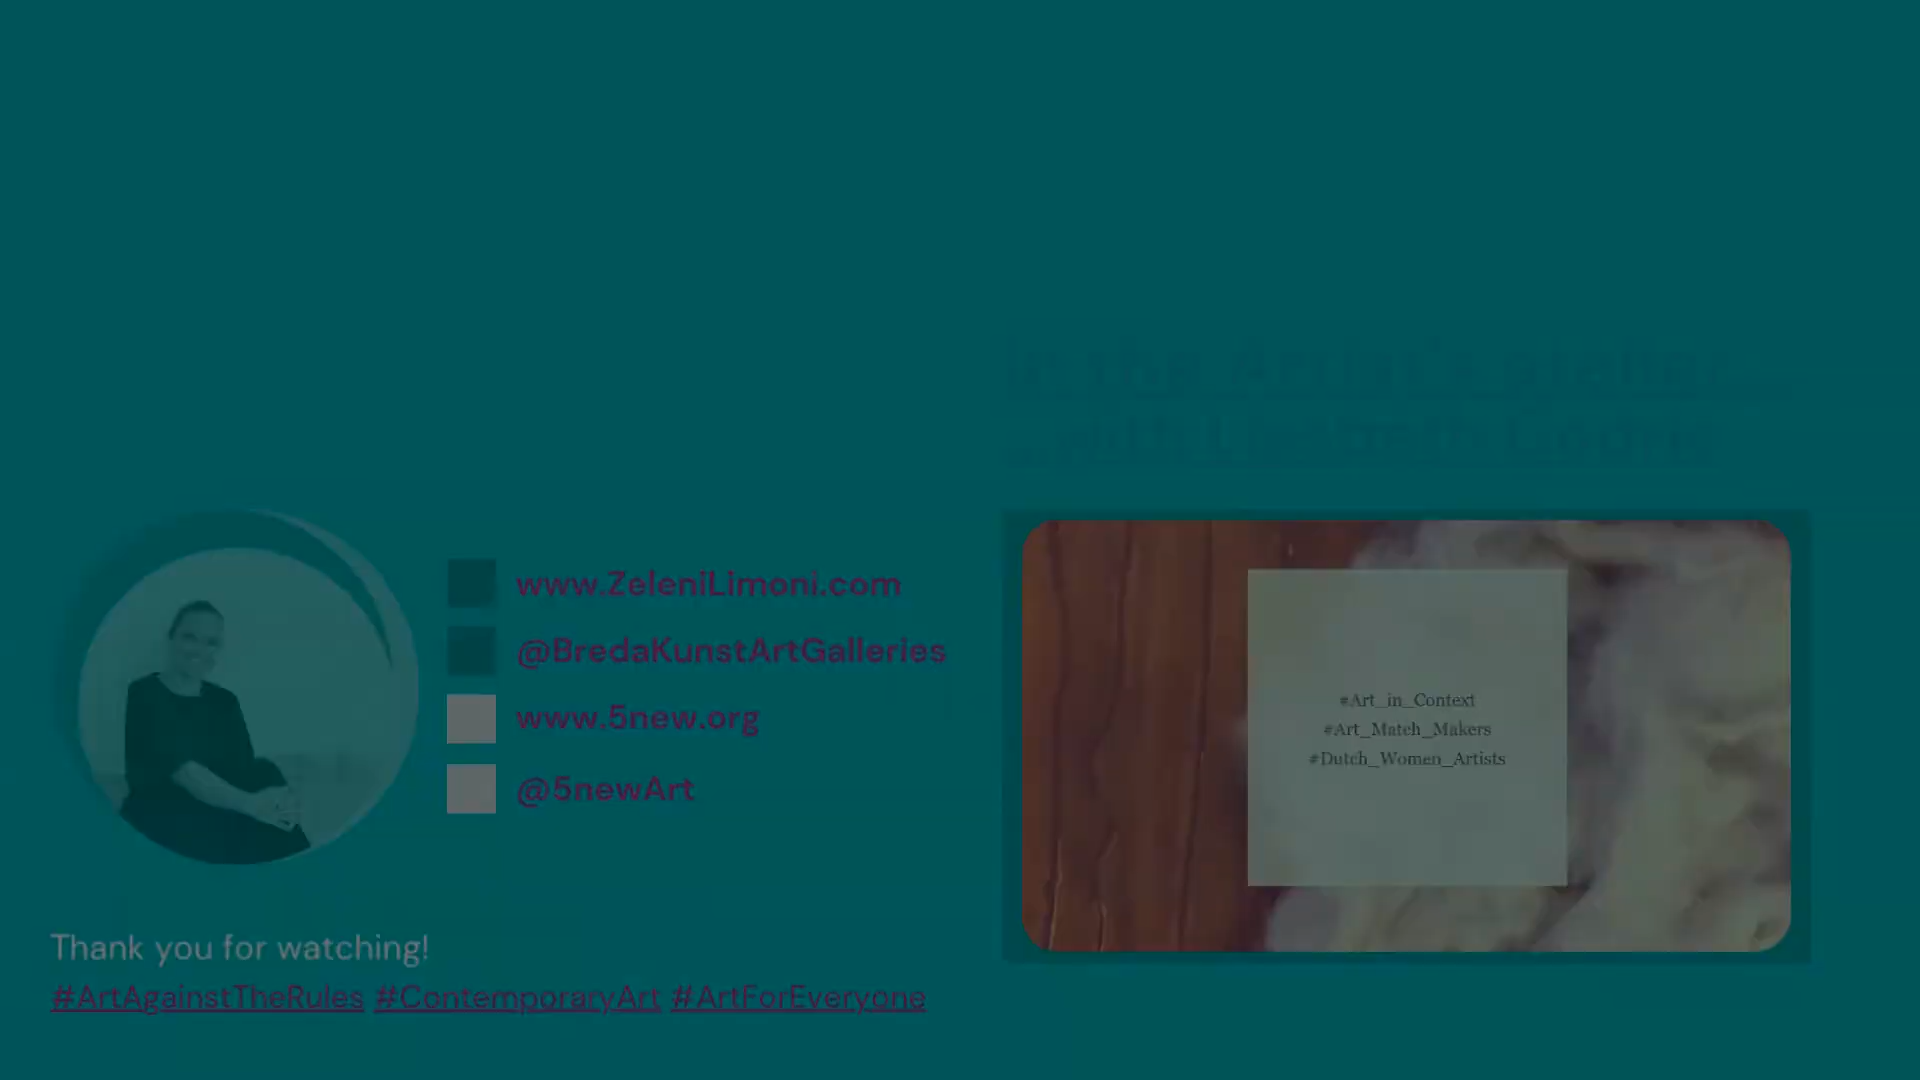 www.ZeleniLimoni.com
@BredaKunstArtGalleries
www.5new.org
@5newArt
Thank you for watching!
#ArtAgainstTheRules #ContemporaryArt #ArtForEveryone
#Art_in_Context
#Art_Match_Makers
#Dutch_Women_Artists